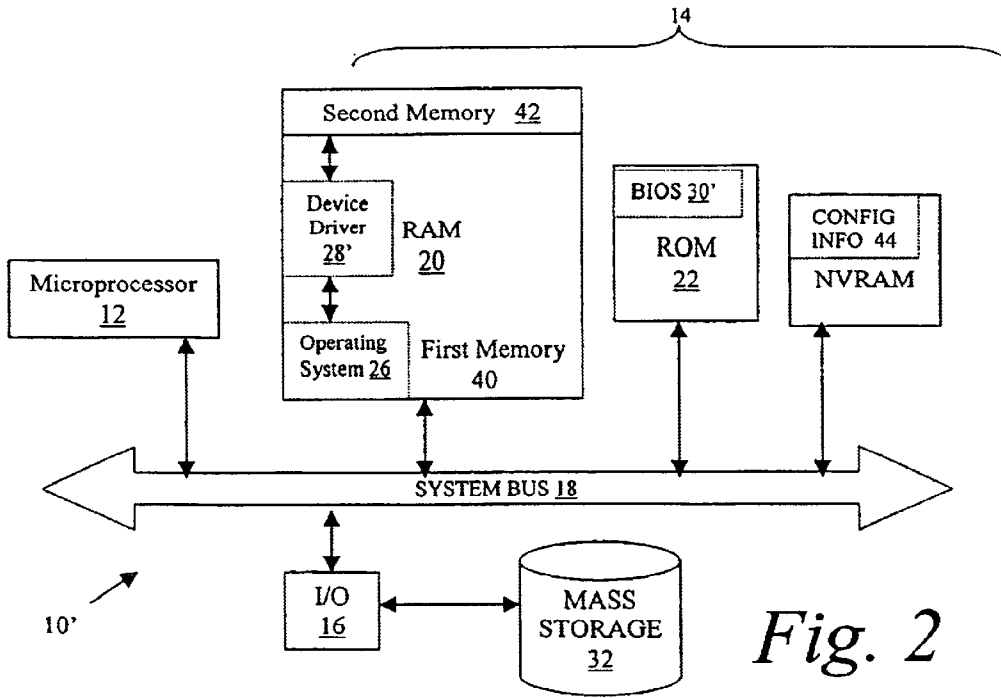 14
Second Memory 42
Device
Driver
28'
RAM
20
Operating
System 26
First Memory
40
BIOS 30'
ROM
22
CONFIG
INFO 44
NVRAM
Microprocessor
12
SYSTEM BUS 18
10'
I/O
16
MASS
STORAGE
32
Fig. 2